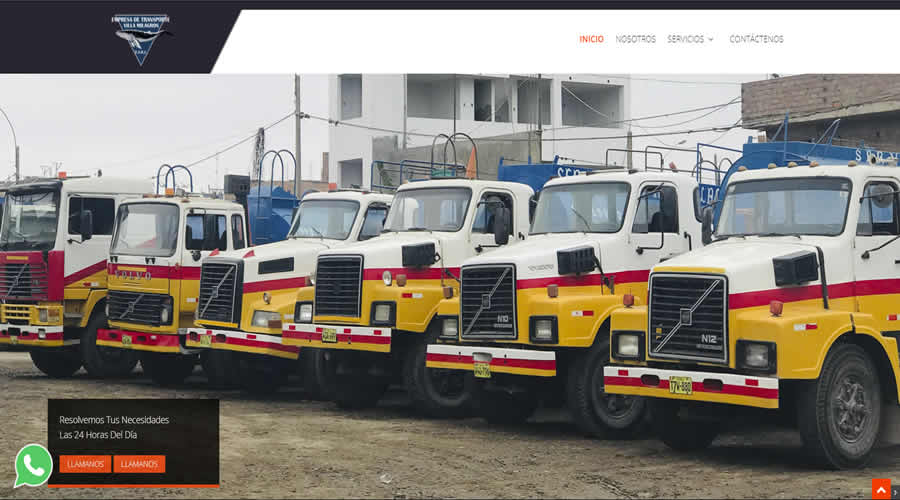 EMPRESA DE TRANSPORTE
VILLA MILAGROS
INICIO NOSOTROS SERVICIOS CONTÁCTENOS
VOLVO
N10
N12
Resolvemos Tus Necesidades
Las 24 Horas Del Día
LLAMANOS LLAMANOS